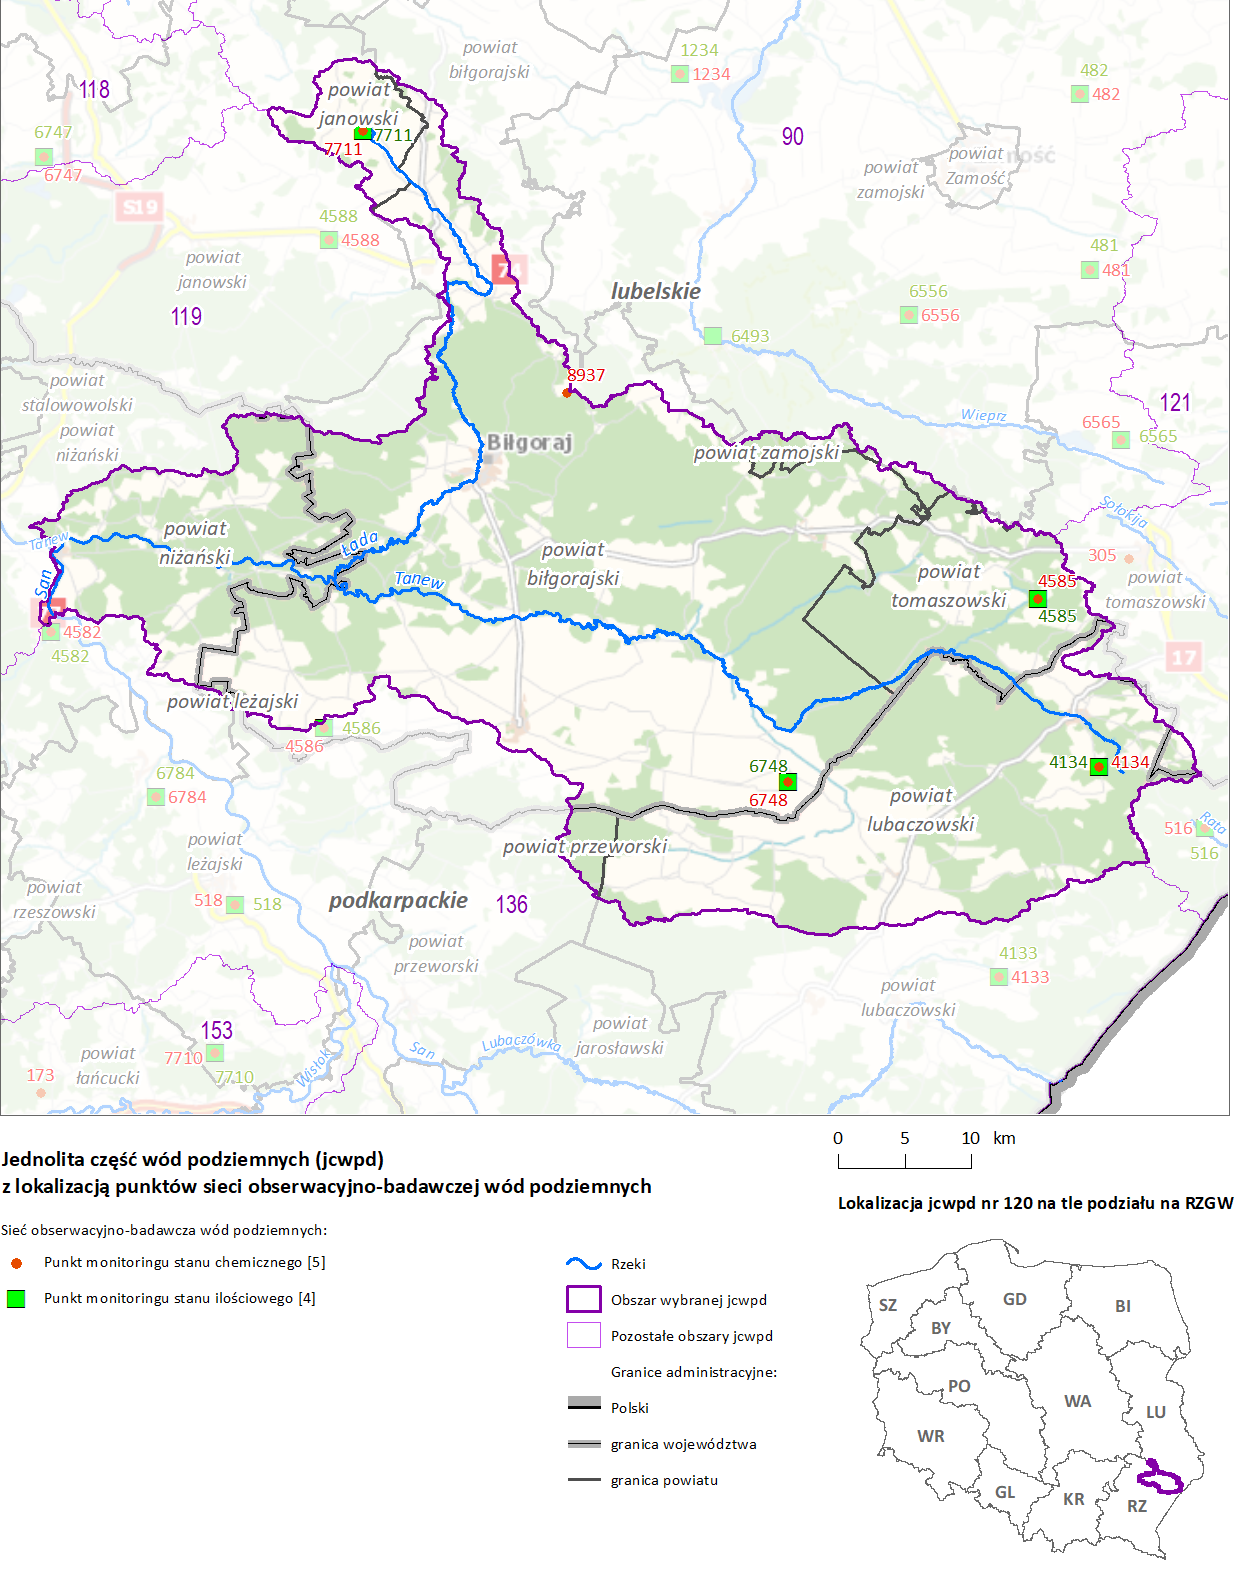 powiat
biłgorajski
1234
1234
482
482
118
powiat
janowski
7711
7711
90
6747
6747
powiat
Zamość
powiat
zamojski
S19
4588
4588
powiat
janowski
481
481
7
lubelskie
6556
6556
119
6493
8937
powiat
stalowowolski
powiat
niżański
121
Wieprz
6565
6565
Biłgoraj
powiat zamojski
Sołokija
powiat
niżański
Tanew
Łada
powiat
biłgorajski
Tanew
305
powiat
tomaszowski
powiat
tomaszowski
4585
4585
San
4582
4582
17
powiat leżajski
4586
4586
6748
6748
4134
4134
6784
6784
powiat
lubaczowski
powiat
leżajski
powiat przeworski
516
516
Rata
powiat
rzeszowski
podkarpackie
136
518
518
powiat
przeworski
4133
4133
powiat
lubaczowski
153
7710
7710
powiat
łańcucki
173
Wisłok
San
Lubaczówka
powiat
jarosławski
0 5 10 km
Jednolita część wód podziemnych (jcwpd)
z lokalizacją punktów sieci obserwacyjno-badawczej wód podziemnych
Sieć obserwacyjno-badawcza wód podziemnych:
Punkt monitoringu stanu chemicznego [5]
Punkt monitoringu stanu ilościowego [4]
Rzeki
Obszar wybranej jcwpd
Pozostałe obszary jcwpd
Granice administracyjne:
Polski
granica województwa
granica powiatu
Lokalizacja jcwpd nr 120 na tle podziału na RZGW
SZ
GD
BI
BY
PO
WA
LU
WR
GL
KR
RZ